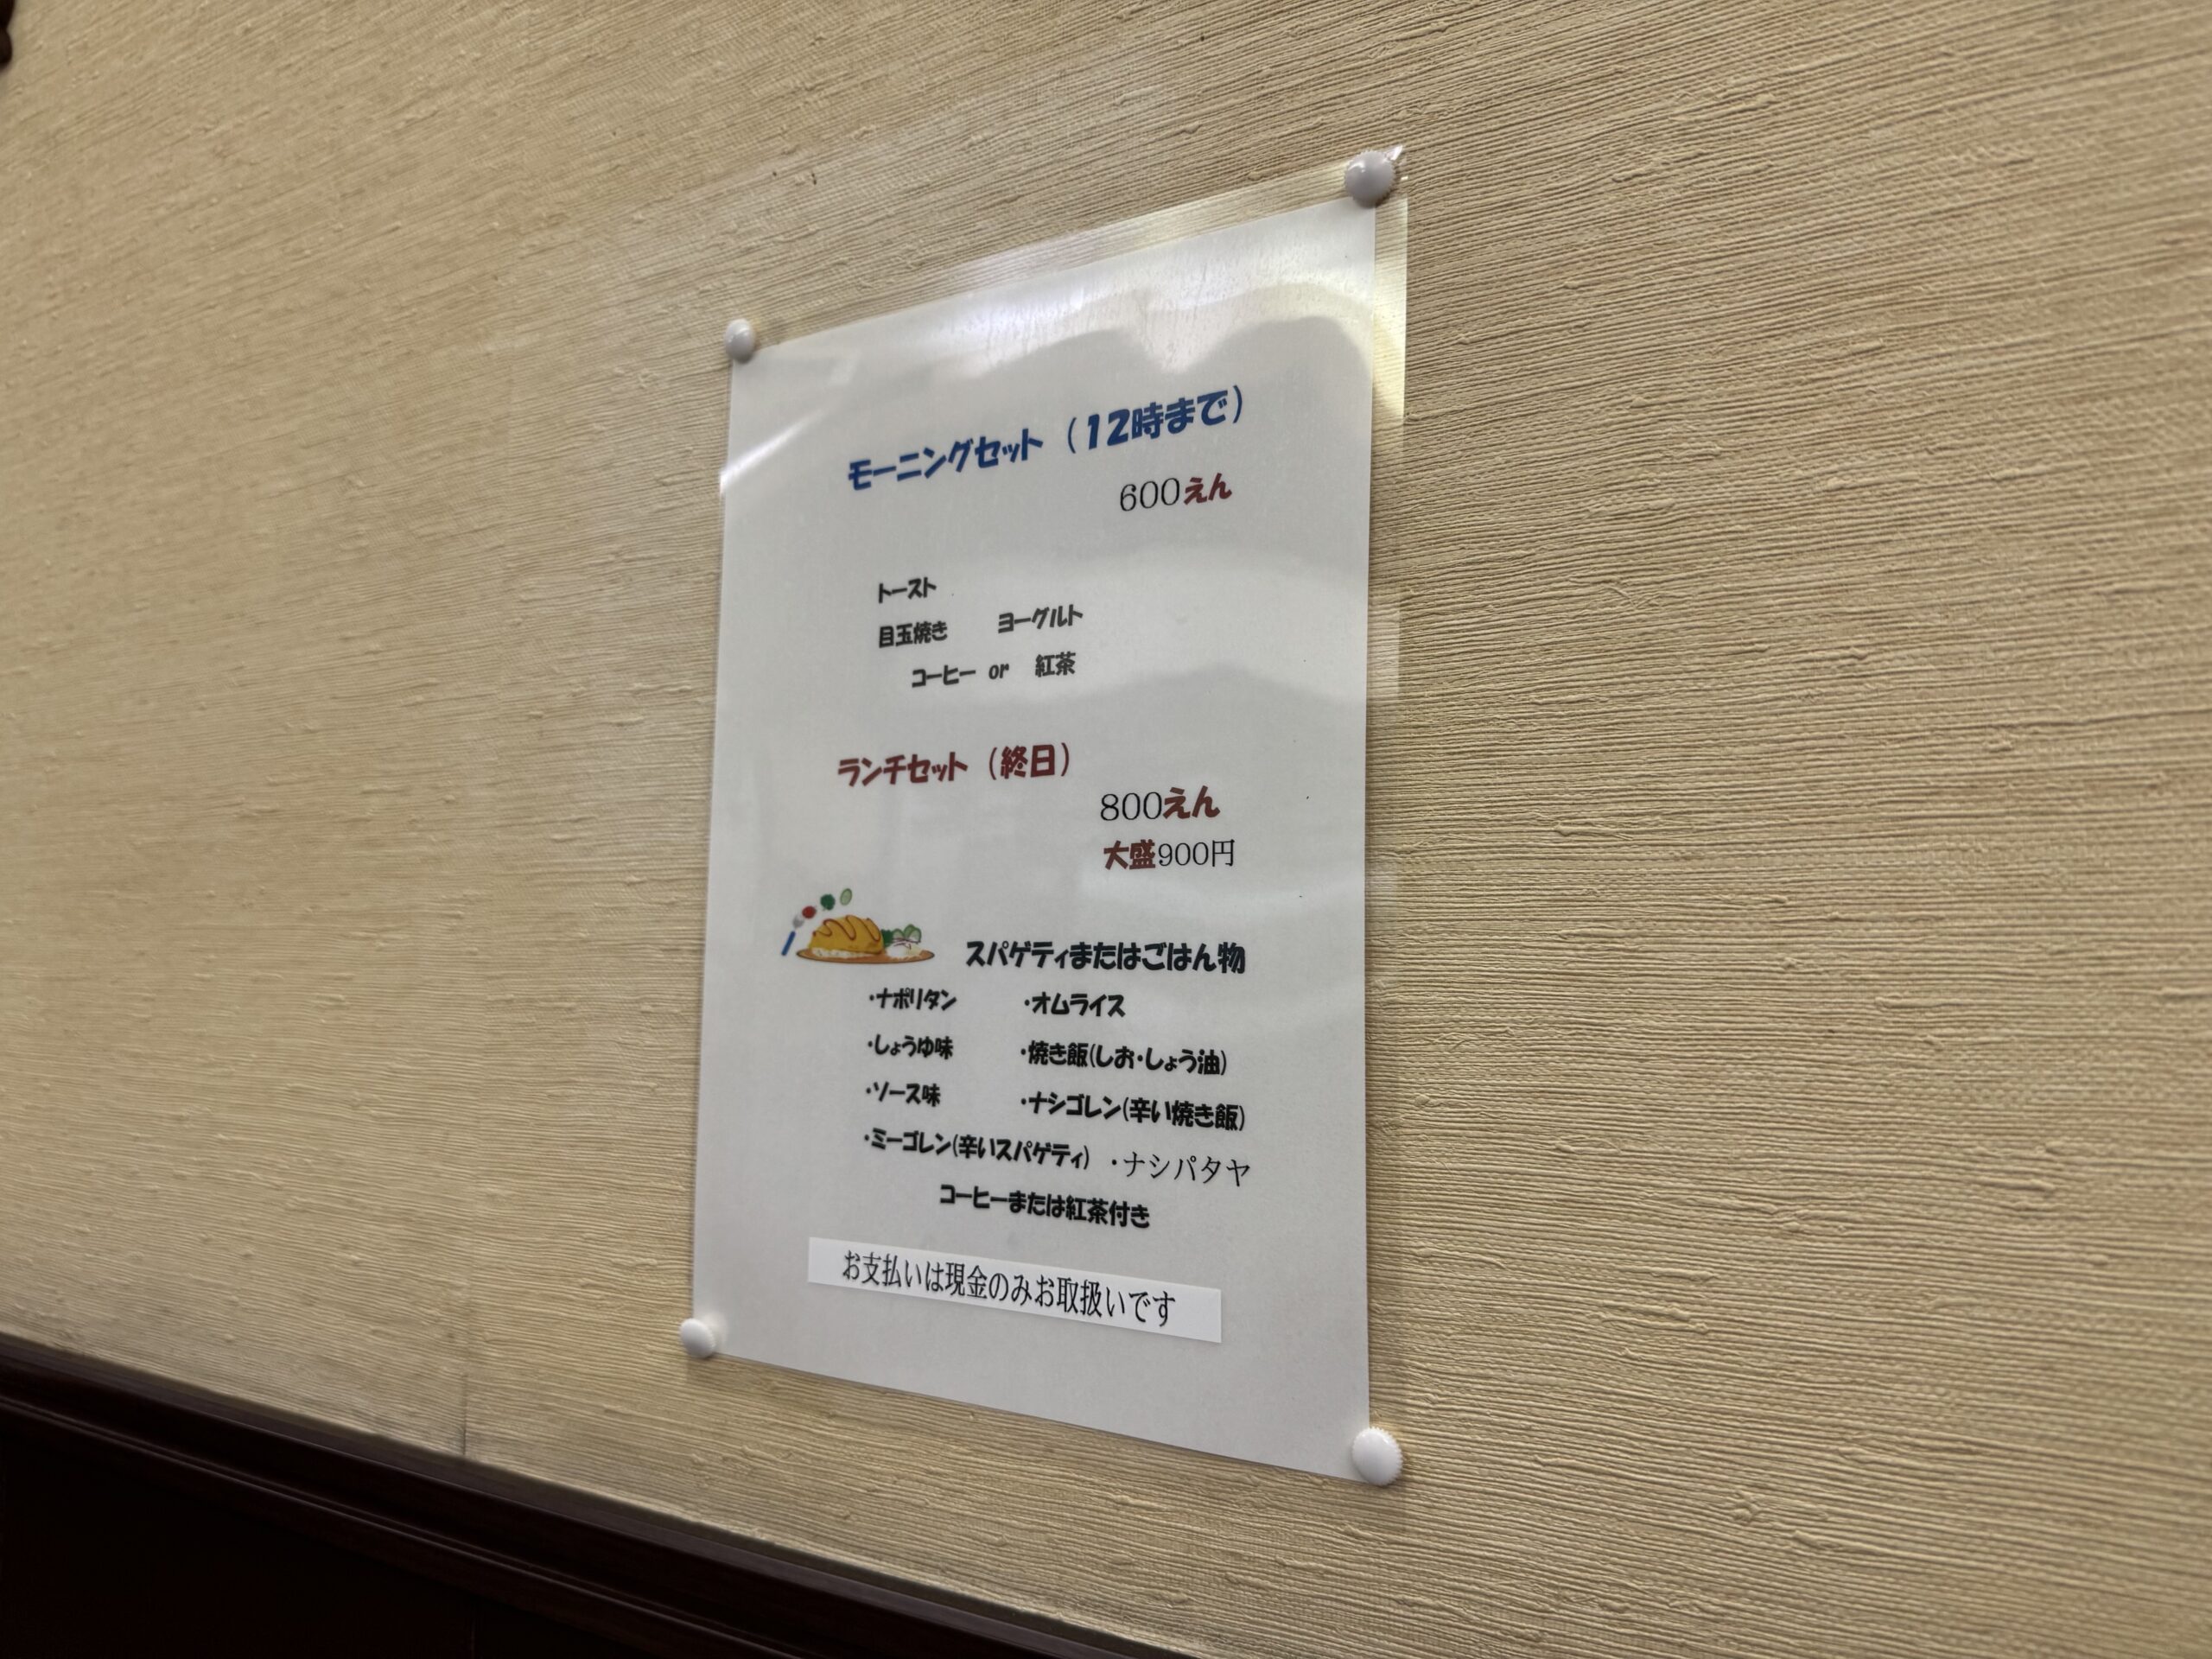 モーニングセット（12時まで）
600えん
トースト
目玉焼き ヨーグルト
コーヒー or 紅茶
ランチセット（終日）
800えん
大盛900円
スパゲティまたはごはん物
・ナポリタン ・オムライス
・しょうゆ味 ・焼き飯(しお・しょう油)
・ソース味 ・ナシゴレン(辛い焼き飯)
・ミーゴレン(辛いスパゲティ) ・ナシパタヤ
コーヒーまたは紅茶付き
お支払いは現金のみお取扱いです